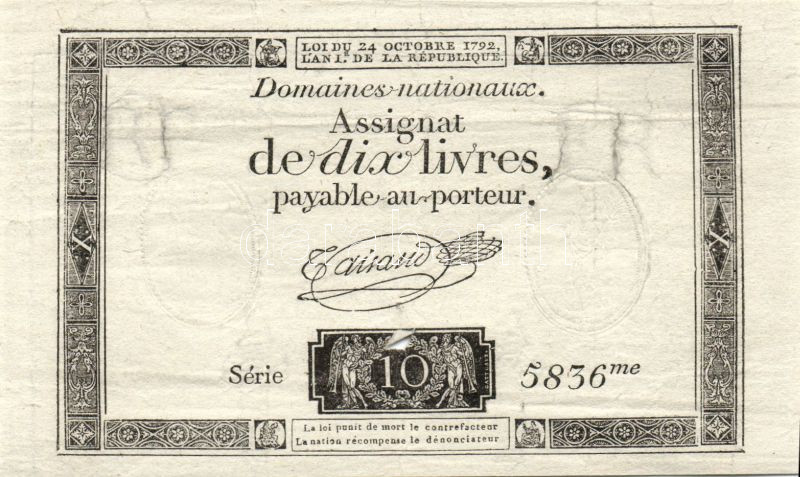 LOI DU 24 OCTOBRE 1792,
L'AN I.er DE LA RÉPUBLIQUE.
Domaines nationaux.
Assignat
de dix livres,
payable au porteur.
Taisaud
X X
Série 10 5836me
La loi punit de mort le contrefacteur
La nation récompense le dénonciateur